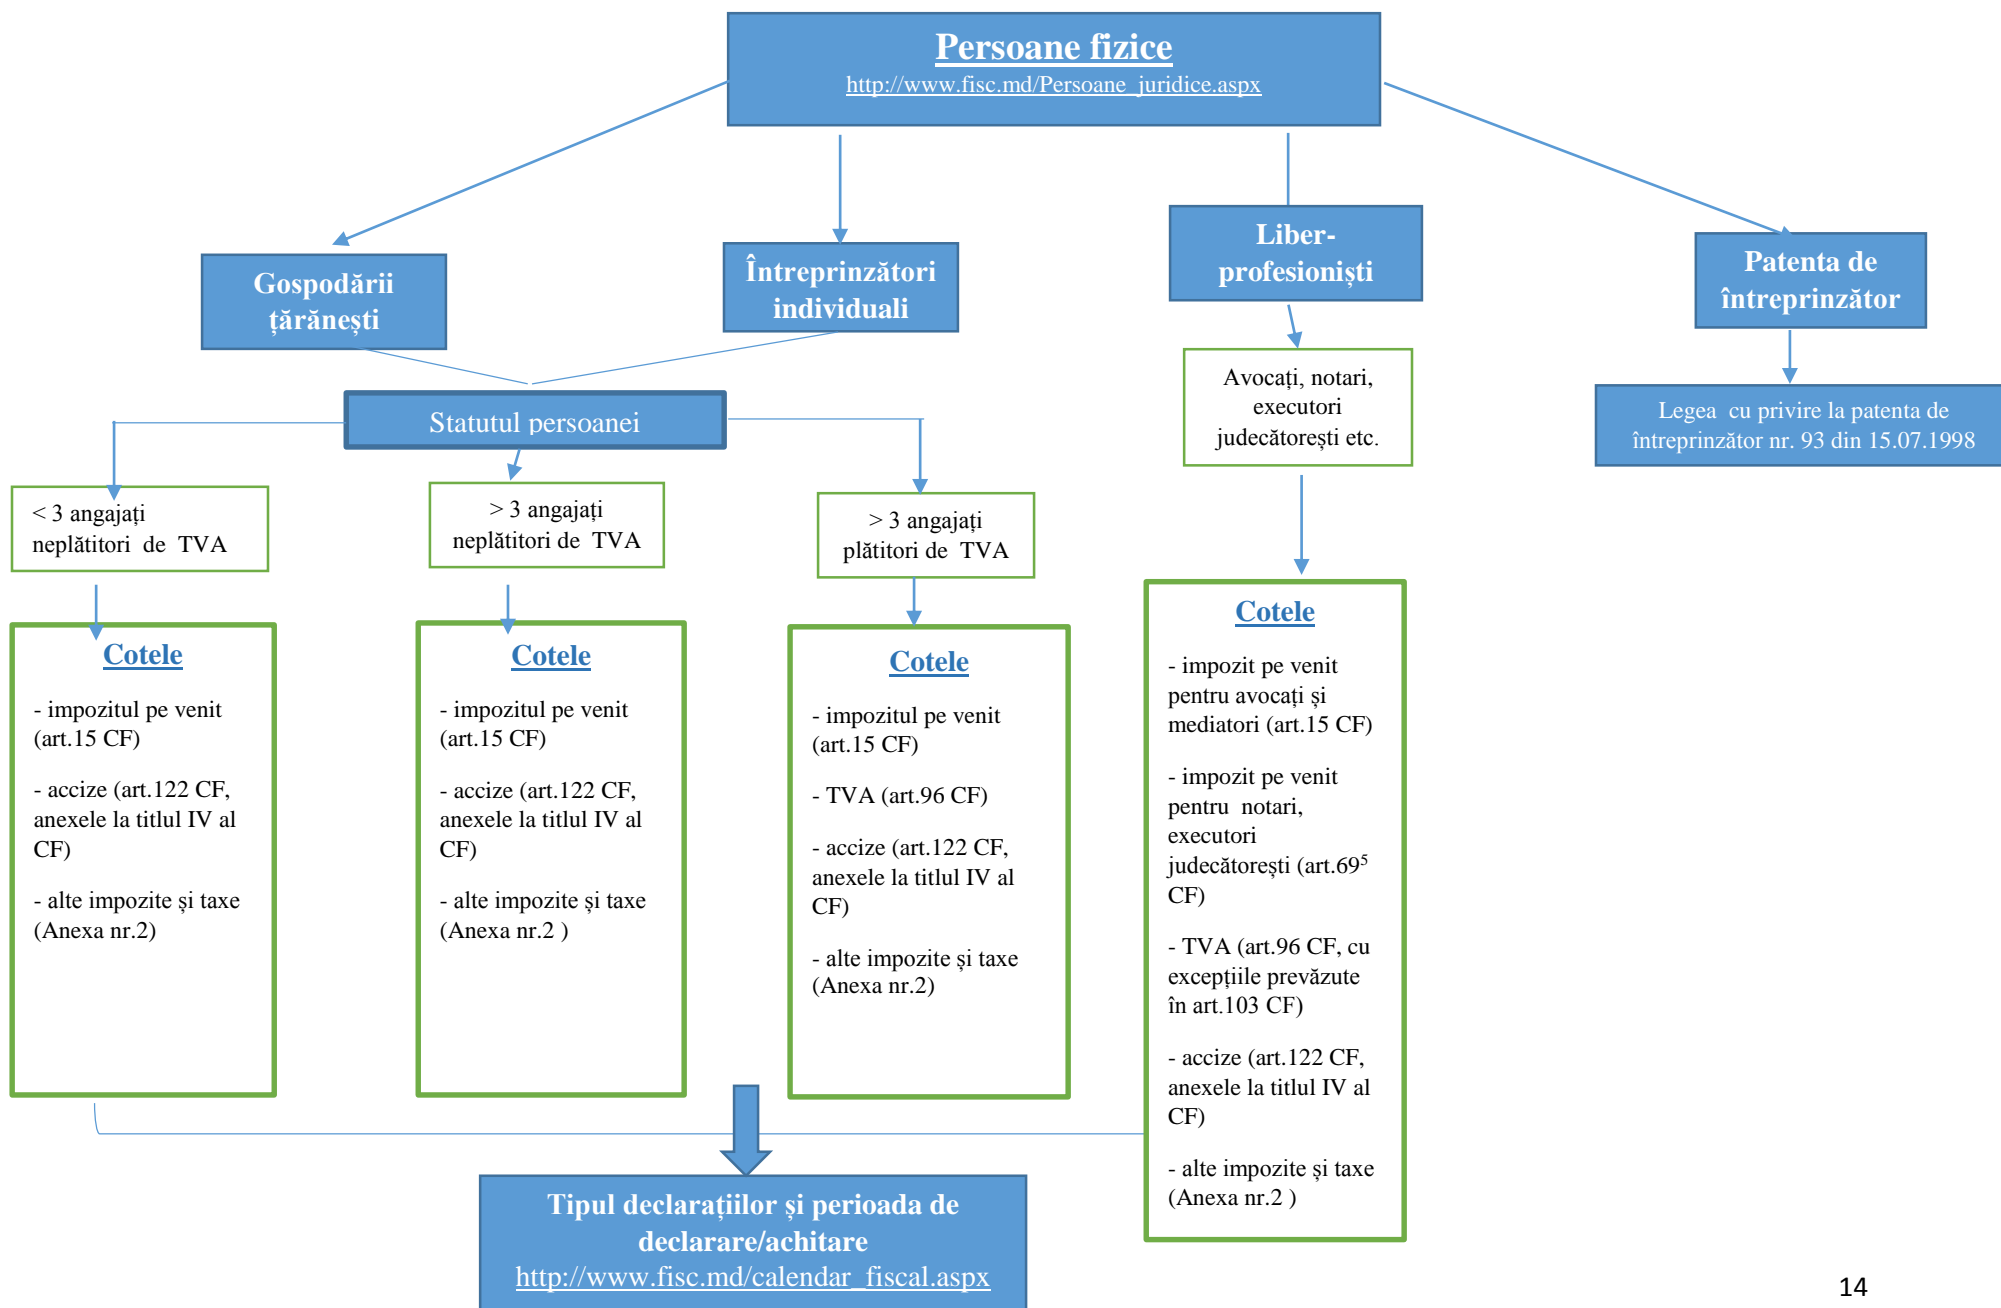 Persoane fizice
http://www.fisc.md/Persoane_juridice.aspx
Gospodării
țărănești
Întreprinzători
individuali
Liber-
profesioniști
Patenta de
întreprinzător
Statutul persoanei
Avocați, notari,
executori
judecătorești etc.
Legea  cu privire la patenta de
întreprinzător nr. 93 din 15.07.1998
< 3 angajați
neplătitori  de  TVA
> 3 angajați
neplătitori de  TVA
> 3 angajați
plătitori de  TVA
Cotele
- impozitul pe venit
(art.15 CF)
- accize (art.122 CF,
anexele la titlul IV al
CF)
- alte impozite și taxe
(Anexa nr.2)
Cotele
- impozitul pe venit
(art.15 CF)
- accize (art.122 CF,
anexele la titlul IV al
CF)
- alte impozite și taxe
(Anexa nr.2 )
Cotele
- impozitul pe venit
(art.15 CF)
- TVA (art.96 CF)
- accize (art.122 CF,
anexele la titlul IV al
CF)
- alte impozite și taxe
(Anexa nr.2)
Cotele
- impozit pe venit
pentru avocați și
mediatori (art.15 CF)
- impozit pe venit
pentru  notari,
executori
judecătorești (art.69⁵
CF)
- TVA (art.96 CF, cu
excepțiile prevăzute
în art.103 CF)
- accize (art.122 CF,
anexele la titlul IV al
CF)
- alte impozite și taxe
(Anexa nr.2 )
Tipul declarațiilor și perioada de
declarare/achitare
http://www.fisc.md/calendar_fiscal.aspx
14